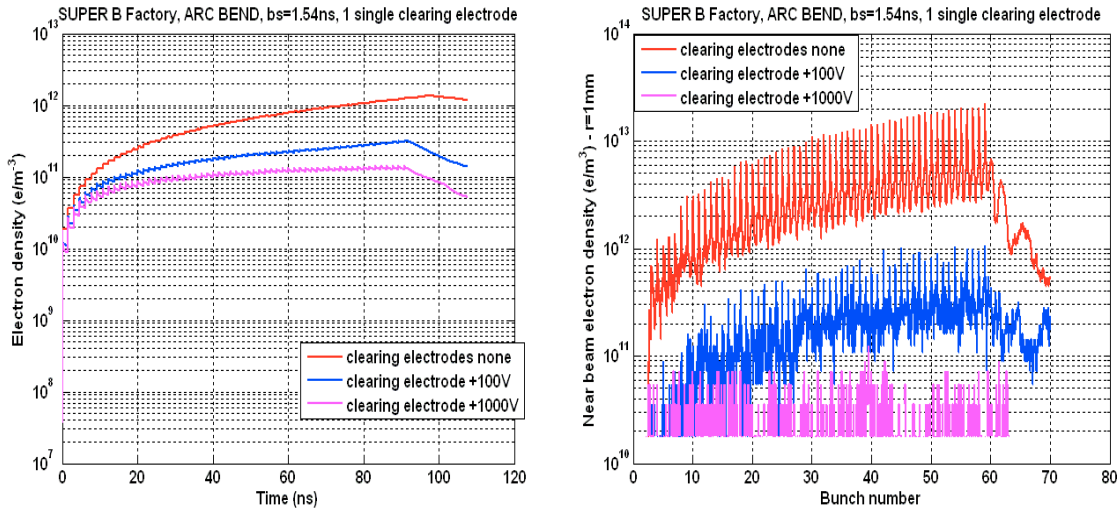 SUPER B Factory, ARC BEND, bs=1.54ns, 1 single clearing electrode
10^13
10^12
10^11
10^10
10^9
10^8
10^7
Electron density (e/m^-3)
clearing electrodes none
clearing electrode +100V
clearing electrode +1000V
0 20 40 60 80 100 120
Time (ns)
SUPER B Factory, ARC BEND, bs=1.54ns, 1 single clearing electrode
10^14
10^13
10^12
10^11
10^10
Near beam electron density (e/m^3) - r=1mm
clearing electrodes none
clearing electrode +100V
clearing electrode +1000V
0 10 20 30 40 50 60 70 80
Bunch number